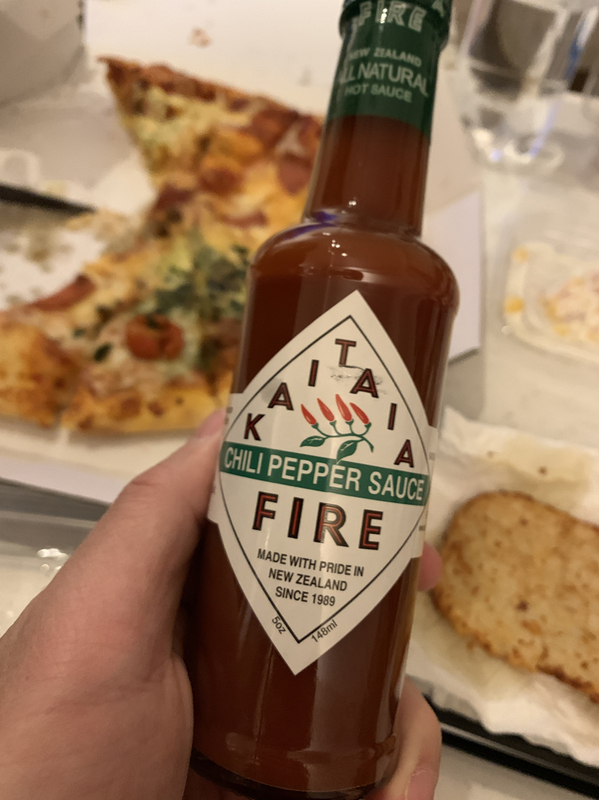 FIRE
NEW ZEALAND
ALL NATURAL
HOT SAUCE
KAITAIA
CHILI PEPPER SAUCE
FIRE
MADE WITH PRIDE IN
NEW ZEALAND
SINCE 1989
5oz 148ml